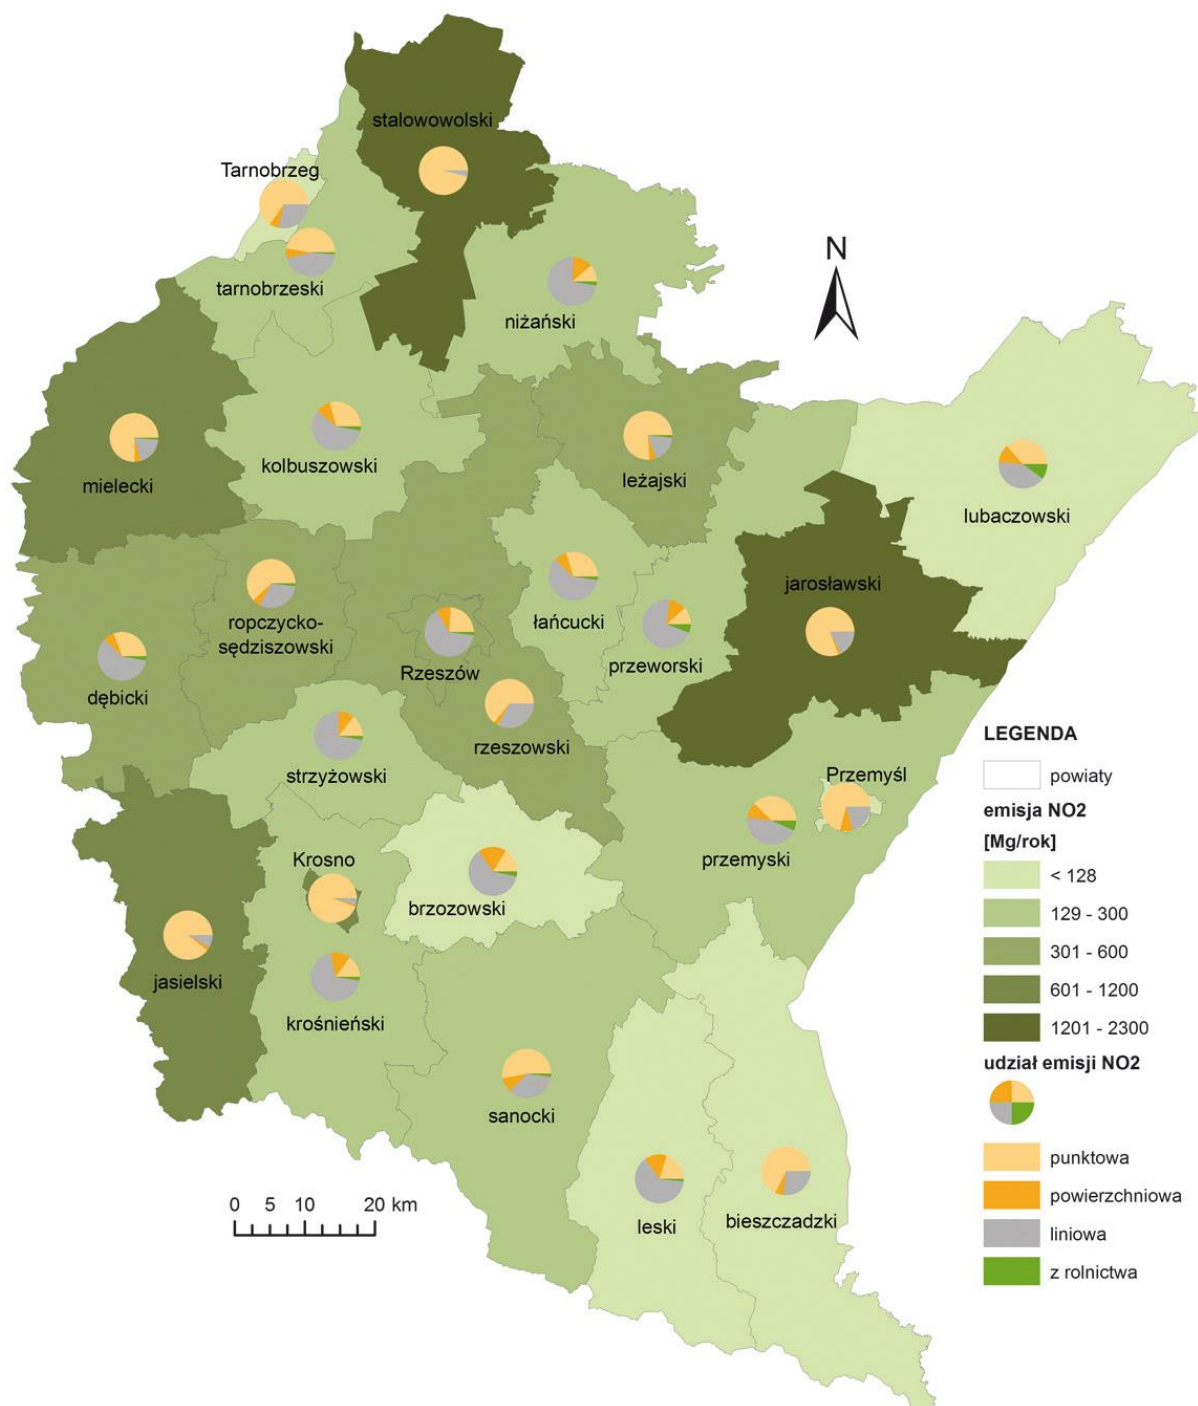 stalowowolski
Tarnobrzeg
tarnobrzeski
niżański
N
mielecki
kolbuszowski
leżajski
lubaczowski
jarosławski
ropczycko-
sędziszowski
łańcucki
przeworski
dębicki
Rzeszów
rzeszowski
strzyżowski
Przemyśl
przemyski
Krosno
brzozowski
jasielski
krośnieński
sanocki
leski
bieszczadzki
0 5 10 20 km
LEGENDA
powiaty
emisja NO2
[Mg/rok]
< 128
129 - 300
301 - 600
601 - 1200
1201 - 2300
udział emisji NO2
punktowa
powierzchniowa
liniowa
z rolnictwa